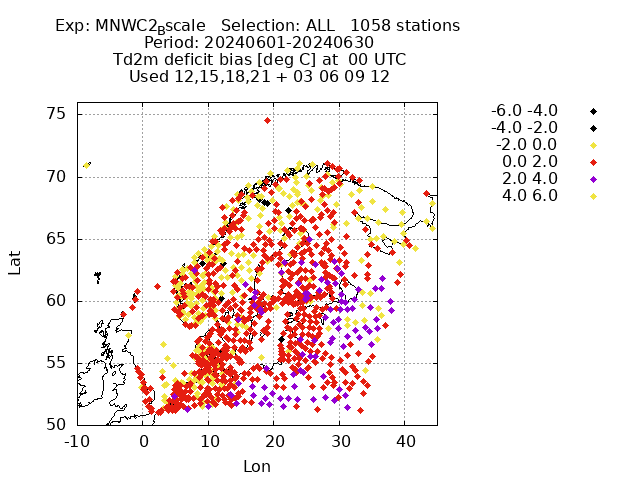 Exp: MNWC2Bscale   Selection: ALL   1058 stations
Period: 20240601-20240630
Td2m deficit bias [deg C] at  00 UTC
Used 12,15,18,21 + 03 06 09 12
-6.0 -4.0
-4.0 -2.0
-2.0 0.0
0.0 2.0
2.0 4.0
4.0 6.0
75
70
65
60
55
50
Lat
-10 0 10 20 30 40
Lon